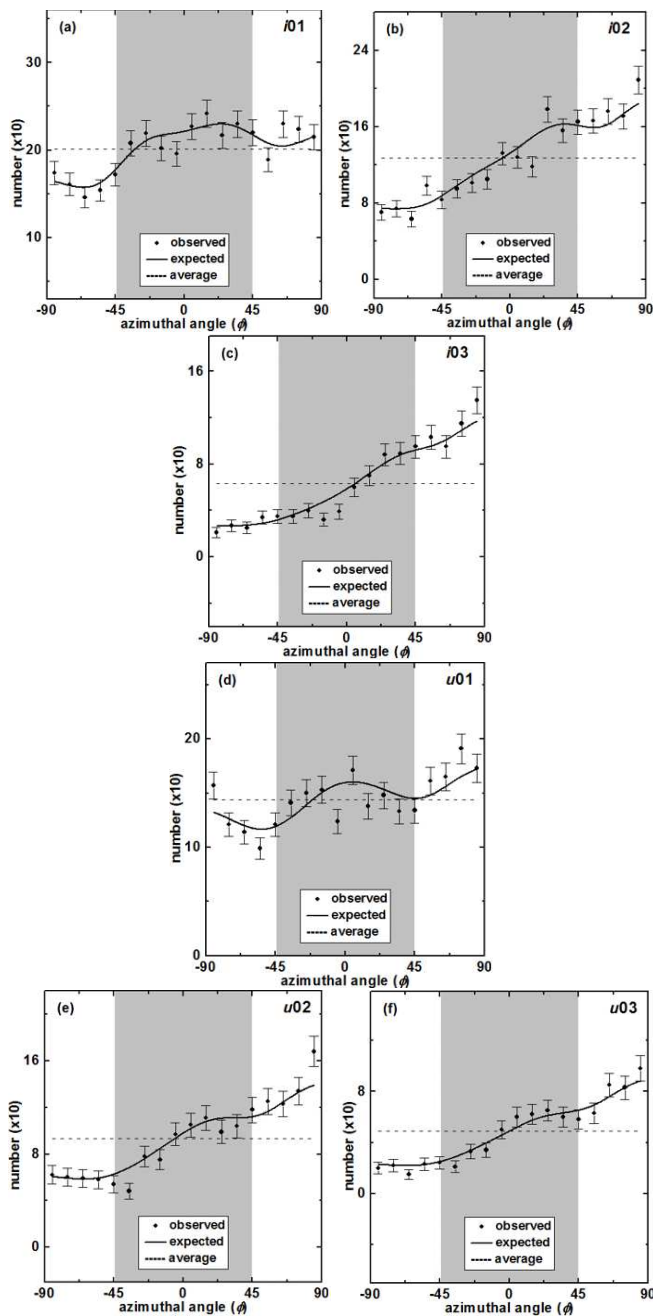 (a) i01
number (x10)
30
20
10
observed
expected
average
-90 -45 0 45 90
azimuthal angle (ϕ)
(b) i02
number (x10)
24
16
8
0
observed
expected
average
-90 -45 0 45 90
azimuthal angle (ϕ)
(c) i03
number (x10)
16
8
0
observed
expected
average
-90 -45 0 45 90
azimuthal angle (ϕ)
(d) u01
number (x10)
20
10
0
observed
expected
average
-90 -45 0 45 90
azimuthal angle (ϕ)
(e) u02
number (x10)
16
8
0
observed
expected
average
-90 -45 0 45 90
azimuthal angle (ϕ)
(f) u03
number (x10)
8
0
observed
expected
average
-90 -45 0 45 90
azimuthal angle (ϕ)